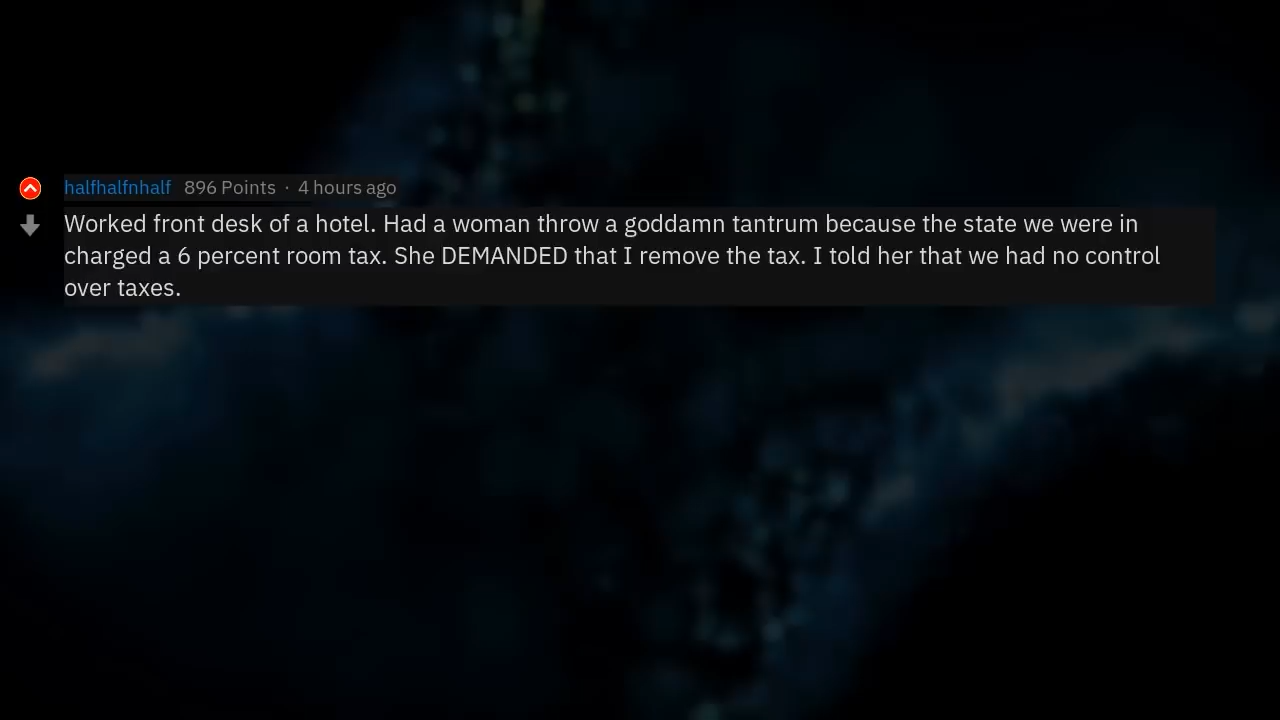 halfhalfnhalf 896 Points · 4 hours ago
Worked front desk of a hotel. Had a woman throw a goddamn tantrum because the state we were in
charged a 6 percent room tax. She DEMANDED that I remove the tax. I told her that we had no control
over taxes.